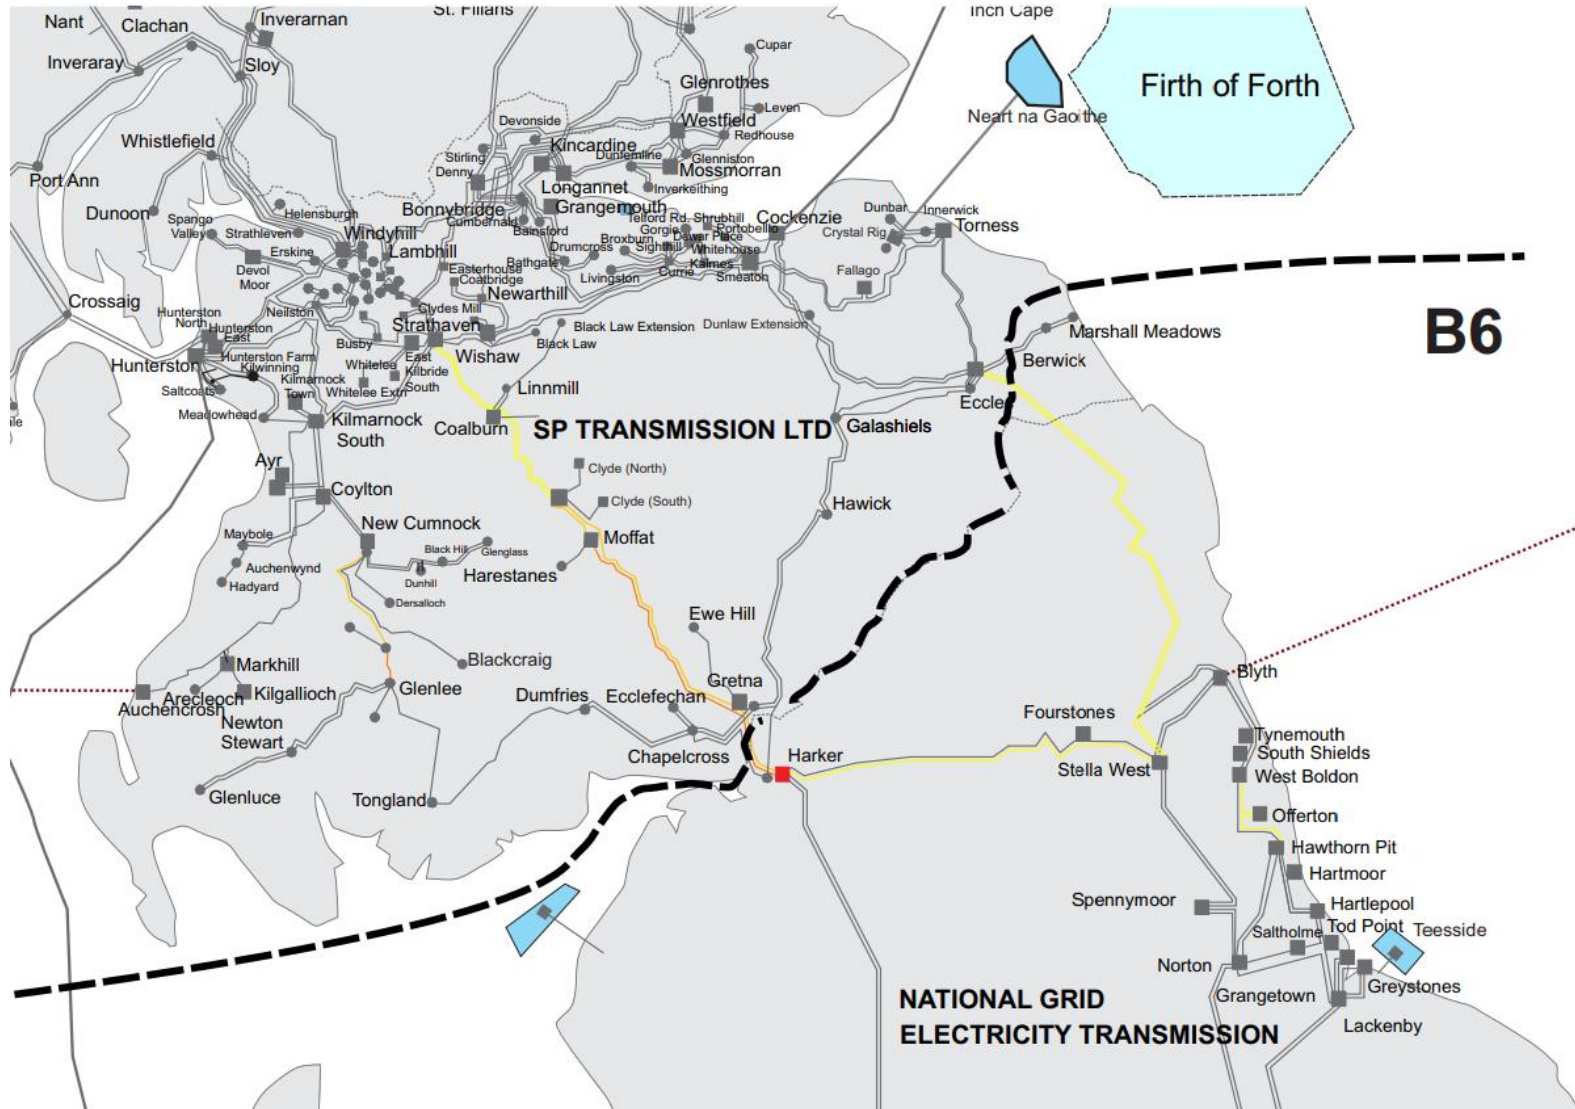 Nant
Clachan
Inverarnan
St. Fillans
Inch Cape
Inveraray
Sloy
Cupar
Glenrothes
Firth of Forth
Leven
Neart na Gaoithe
Whistlefield
Devonside
Westfield
Redhouse
Kincardine
Stirling
Dunfermline
Glenniston
Port Ann
Denny
Mossmorran
Longannet
Inverkeithing
Dunoon
Helensburgh
Bonnybridge
Grangemouth
Spango
Valley
Strathleven
Windyhill
Cumbernald
Bainsford
Telford Rd.
Shrubhill
Gorgie
Portobello
Cockenzie
Dunbar
Innerwick
Torness
Crystal Rig
Erskine
Lambhill
Drumcross
Broxburn
Sighthill
Dewar Place
Whitehouse
Devol
Moor
Easterhouse
Coatbridge
Bathgate
Livingston
Currie
Kaimes
Smeaton
Fallago
Crossaig
Hunterston
North
Neilston
Clydes Mill
Newarthill
Hunterston
East
Strathaven
Black Law Extension
Dunlaw Extension
Marshall Meadows
B6
Busby
Black Law
Hunterston
Hunterston Farm
Kilwinning
Whitelee
East
Kilbride
South
Wishaw
Berwick
Saltcoats
Kilmarnock
Town
Whitelee Extn
Linnmill
Eccle
Meadowhead
Kilmarnock
South
Coalburn
SP TRANSMISSION LTD
Galashiels
Ayr
Clyde (North)
Coylton
Clyde (South)
Hawick
New Cumnock
Moffat
Maybole
Black Hill
Glenglass
Auchenwynd
Dunhill
Harestanes
Hadyard
Dersalloch
Ewe Hill
Markhill
Blackcraig
Blyth
Arecleoch
Kilgallioch
Glenlee
Dumfries
Ecclefechan
Gretna
Auchencrosh
Newton
Stewart
Fourstones
Tynemouth
South Shields
Chapelcross
Harker
Stella West
West Boldon
Glenluce
Tongland
Offerton
Hawthorn Pit
Hartmoor
Spennymoor
Hartlepool
Saltholme
Tod Point
Teesside
Norton
Greystones
Grangetown
NATIONAL GRID
ELECTRICITY TRANSMISSION
Lackenby